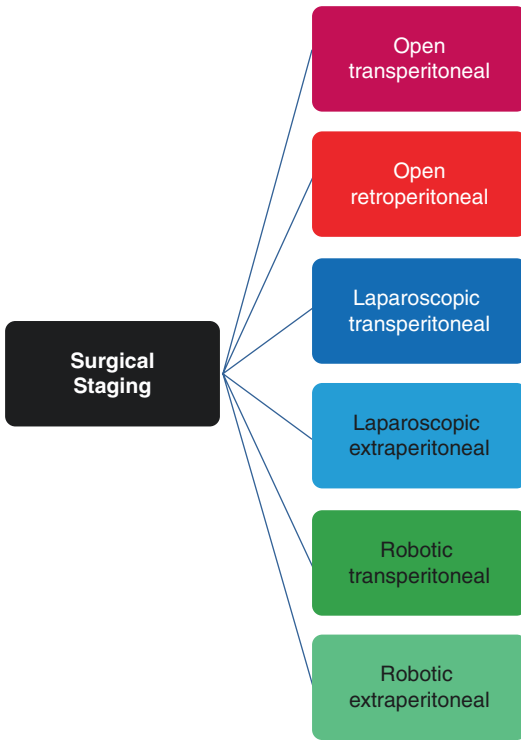 Surgical
Staging
Open
transperitoneal
Open
retroperitoneal
Laparoscopic
transperitoneal
Laparoscopic
extraperitoneal
Robotic
transperitoneal
Robotic
extraperitoneal